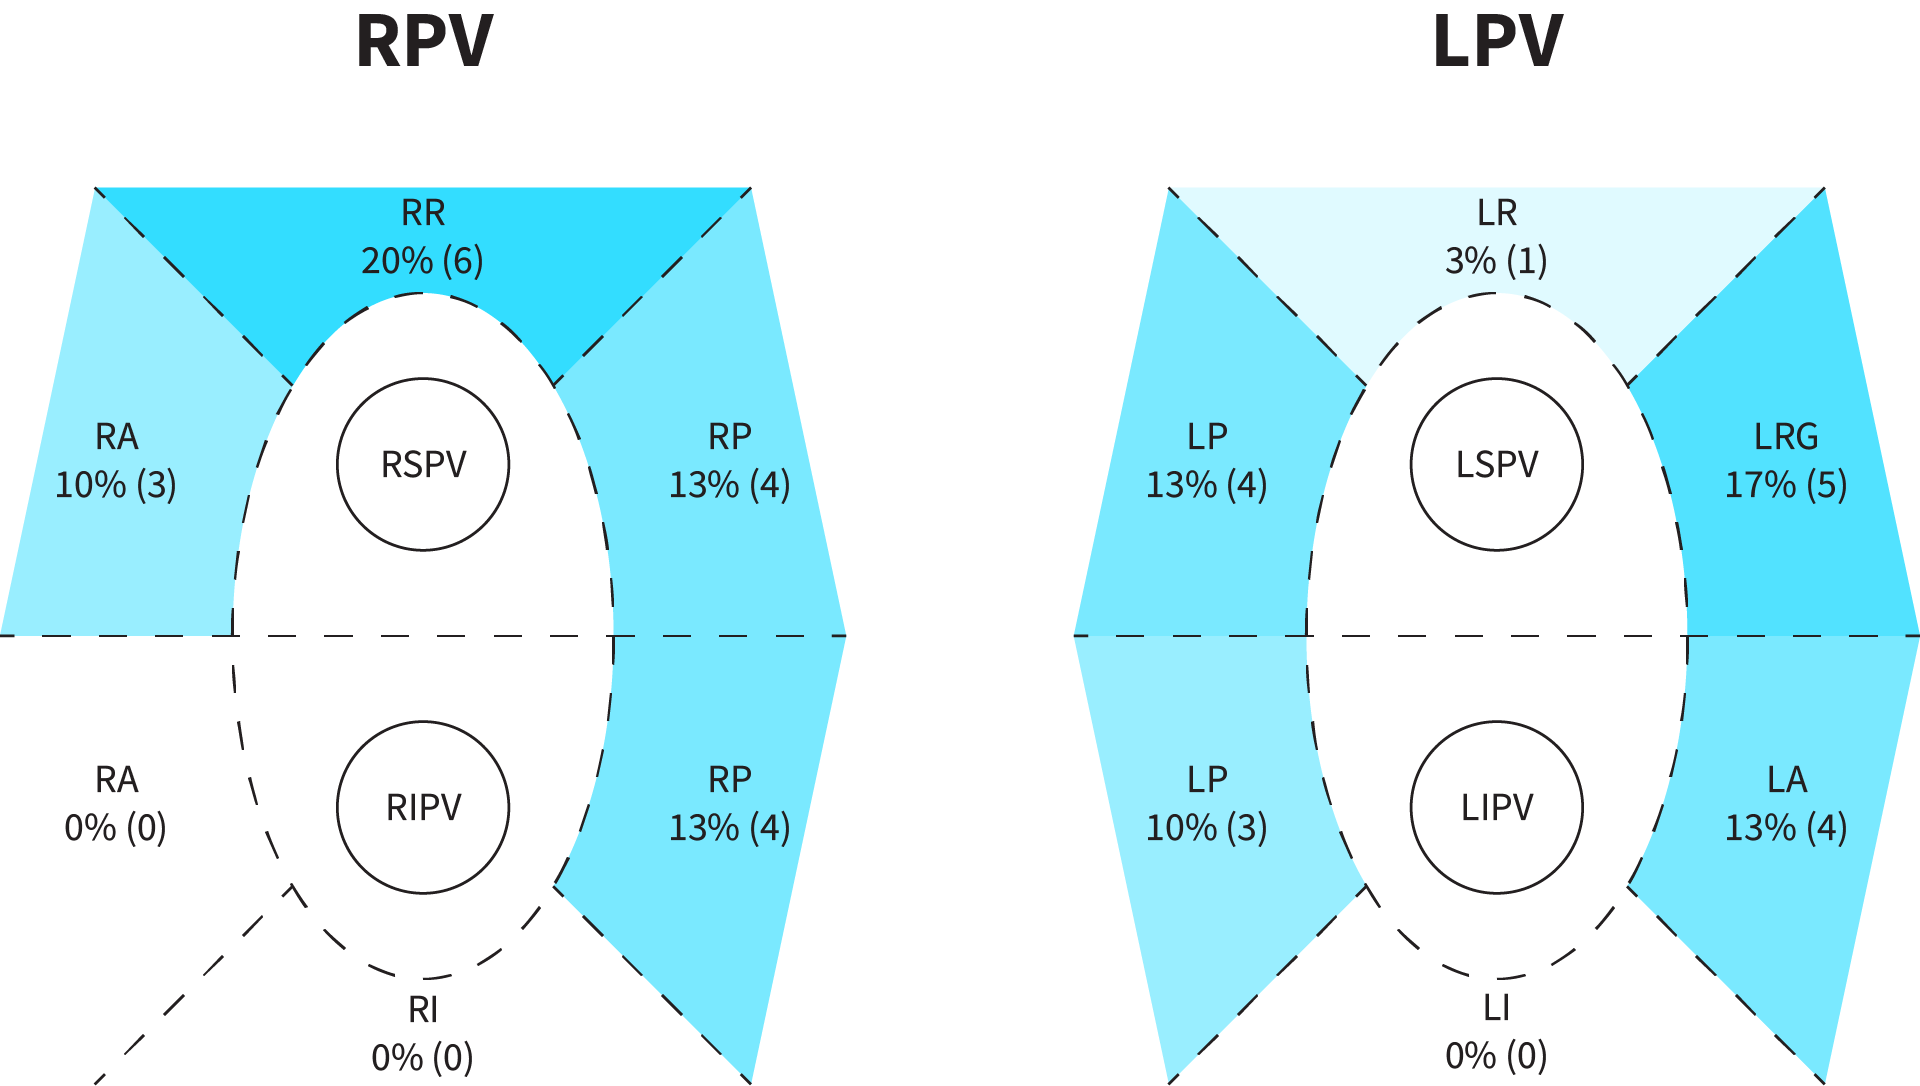 RPV
LPV
RR
20% (6)
LR
3% (1)
RA
10% (3)
RSPV
RP
13% (4)
LP
13% (4)
LSPV
LRG
17% (5)
RA
0% (0)
RIPV
RP
13% (4)
LP
10% (3)
LIPV
LA
13% (4)
RI
0% (0)
LI
0% (0)